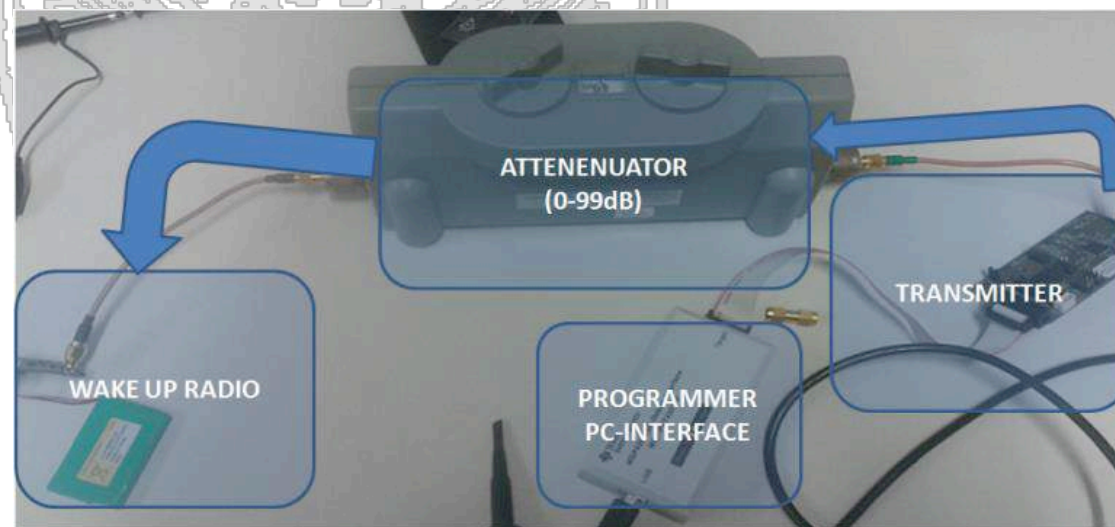 ATTENENUATOR
(0-99dB)
TRANSMITTER
WAKE UP RADIO
PROGRAMMER
PC-INTERFACE